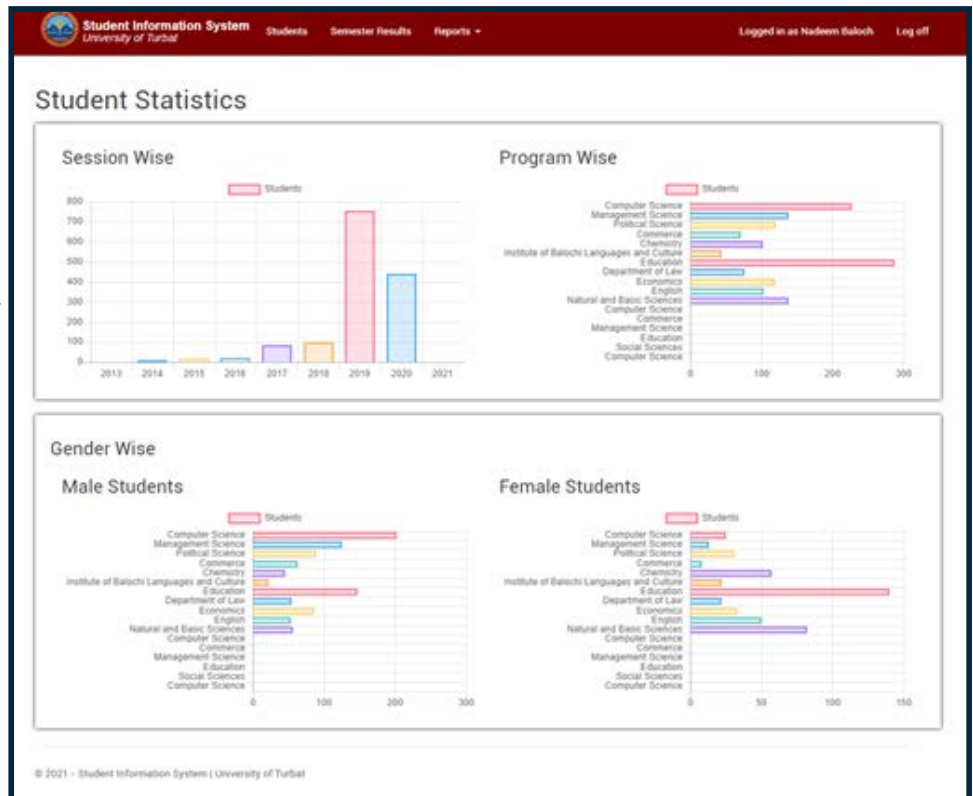 Student Information System
University of Turbat
Students Semester Results Reports
Logged in as Nadeem Baloch Log off
Student Statistics
Session Wise
Students
800
700
600
500
400
300
200
100
0
2013 2014 2015 2016 2017 2018 2019 2020 2021
Program Wise
Students
Computer Science
Management Science
Political Science
Commerce
Chemistry
Institute of Balochi Languages and Culture
Education
Department of Law
Economics
English
Natural and Basic Sciences
Computer Science
Commerce
Management Science
Education
Social Sciences
Computer Science
0 100 200 300
Gender Wise
Male Students
Students
Computer Science
Management Science
Political Science
Commerce
Chemistry
Institute of Balochi Languages and Culture
Education
Department of Law
Economics
English
Natural and Basic Sciences
Computer Science
Commerce
Management Science
Education
Social Sciences
Computer Science
0 100 200 300
Female Students
Students
Computer Science
Management Science
Political Science
Commerce
Chemistry
Institute of Balochi Languages and Culture
Education
Department of Law
Economics
English
Natural and Basic Sciences
Computer Science
Commerce
Management Science
Education
Social Sciences
Computer Science
0 50 100 150
© 2021 - Student Information System | University of Turbat